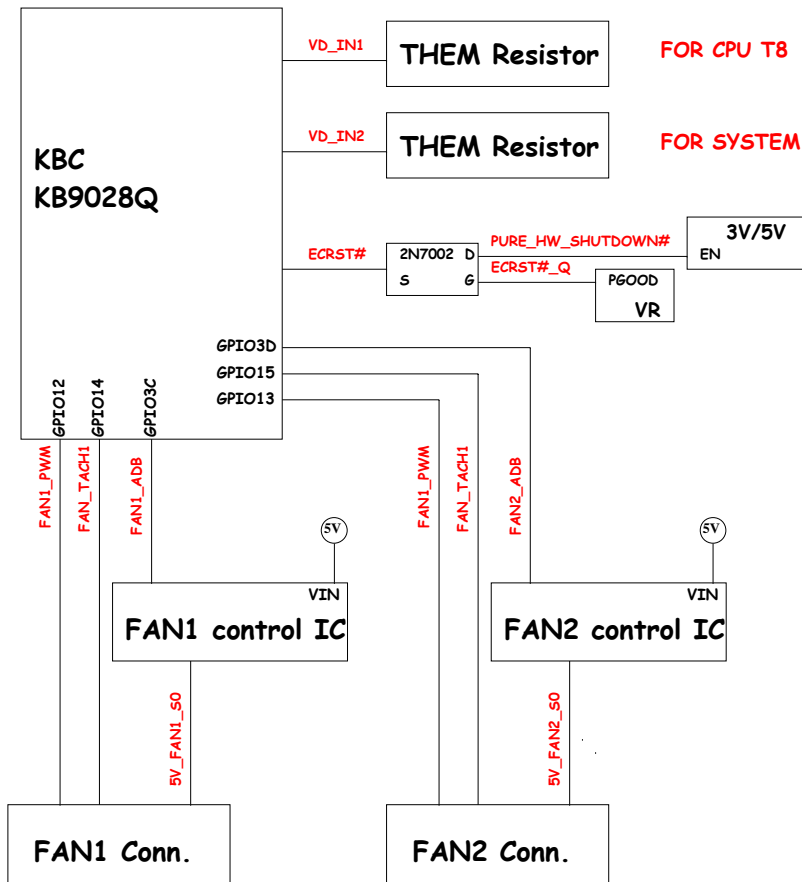 VD_IN1
THEM Resistor
FOR CPU T8
VD_IN2
THEM Resistor
FOR SYSTEM
KBC
KB9028Q
ECRST#
2N7002 D
S G
PURE_HW_SHUTDOWN#
ECRST#_Q
3V/5V
EN
PGOOD
VR
GPIO3D
GPIO15
GPIO13
GPIO12
GPIO14
GPIO3C
FAN1_PWM
FAN_TACH1
FAN1_ADB
FAN1_PWM
FAN_TACH1
FAN2_ADB
5V
VIN
FAN1 control IC
5V
VIN
FAN2 control IC
5V_FAN1_S0
5V_FAN2_S0
FAN1 Conn.
FAN2 Conn.